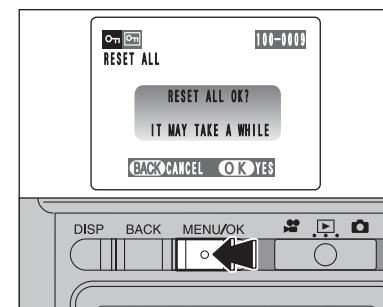 100-0009
RESET ALL
RESET ALL OK?
IT MAY TAKE A WHILE
BACK CANCEL OK YES
DISP BACK MENU/OK